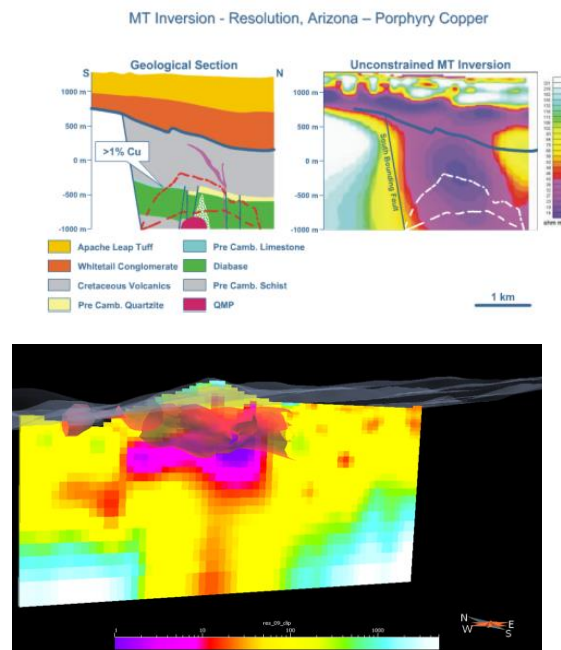 MT Inversion - Resolution, Arizona – Porphyry Copper
Geological Section
Unconstrained MT Inversion
S
N
1000 m
500 m
0 m
-500 m
-1000 m
>1% Cu
1000 m
500 m
0 m
-500 m
-1000 m
South Bounding Fault
ohm m
Apache Leap Tuff
Pre Camb. Limestone
Whitetail Conglomerate
Diabase
Cretaceous Volcanics
Pre Camb. Schist
Pre Camb. Quartzite
QMP
1 km
1
10
100
1000
N
E
W
S